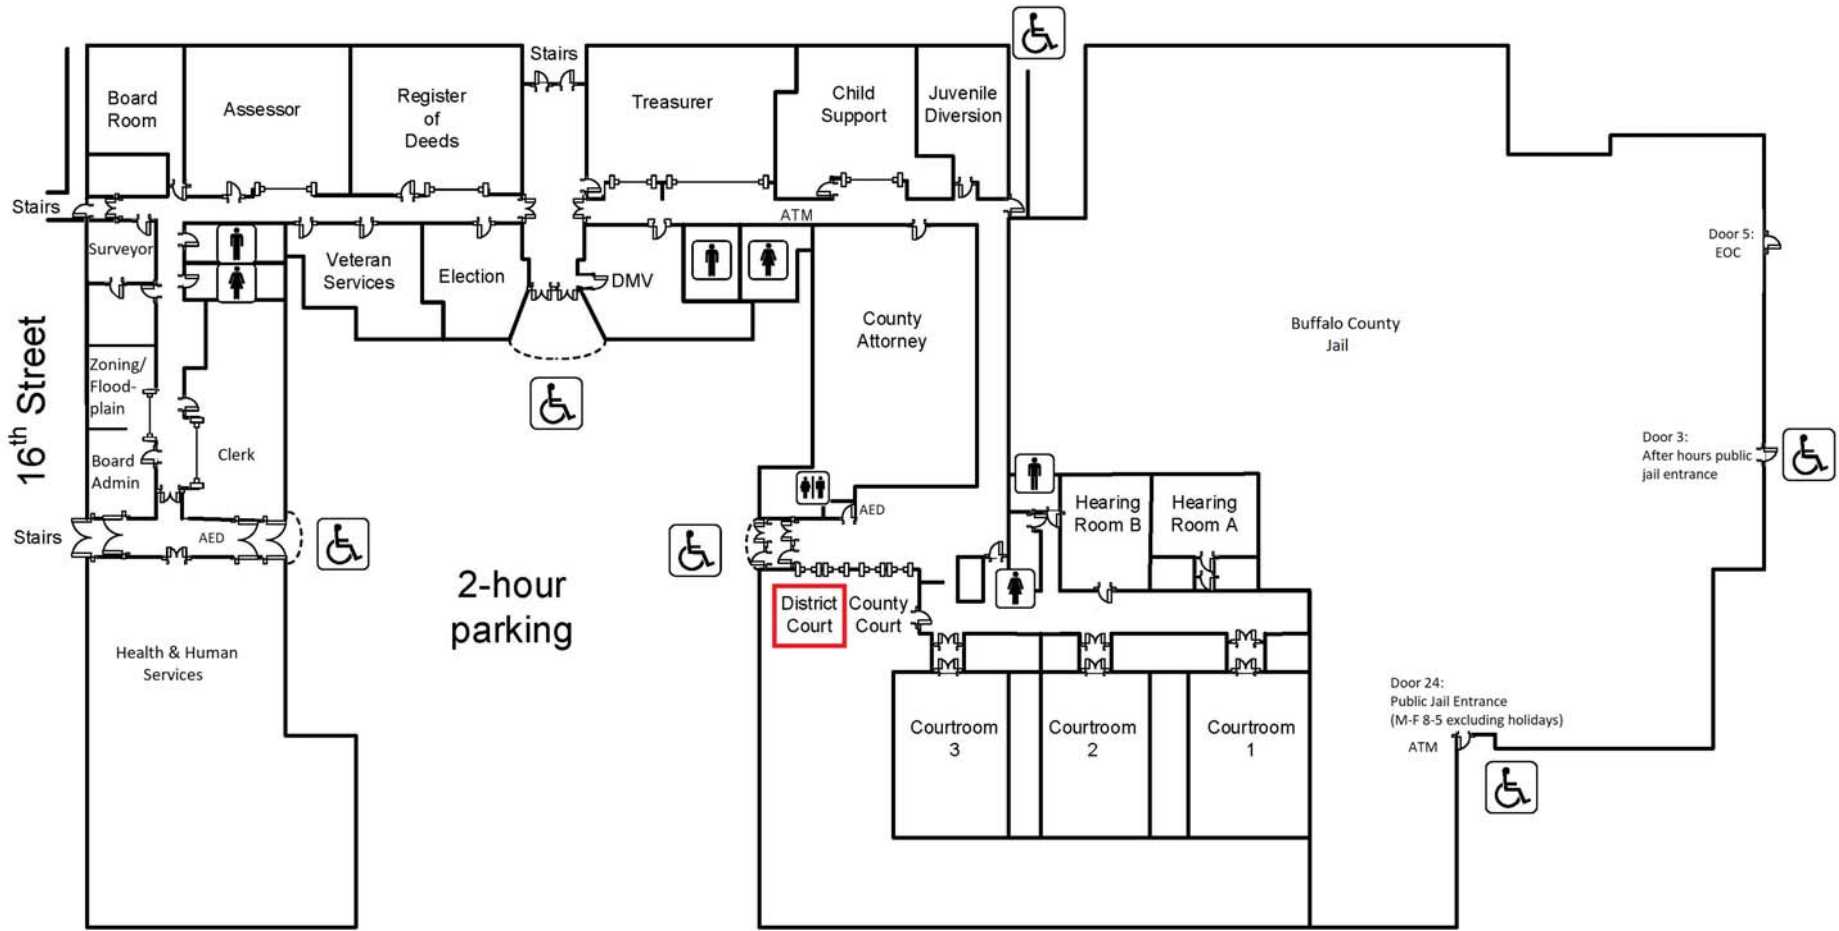 Stairs
Board
Room
Assessor
Register
of
Deeds
Treasurer
Child
Support
Juvenile
Diversion
Stairs
ATM
Surveyor
Veteran
Services
Election
DMV
County
Attorney
Door 5:
EOC
Buffalo County
Jail
16th Street
Zoning/
Flood-
plain
Board
Admin
Clerk
Door 3:
After hours public
jail entrance
Hearing
Room B
Hearing
Room A
AED
Stairs
AED
2-hour
parking
District
Court
County
Court
Health & Human
Services
Door 24:
Public Jail Entrance
(M-F 8-5 excluding holidays)
ATM
Courtroom
3
Courtroom
2
Courtroom
1